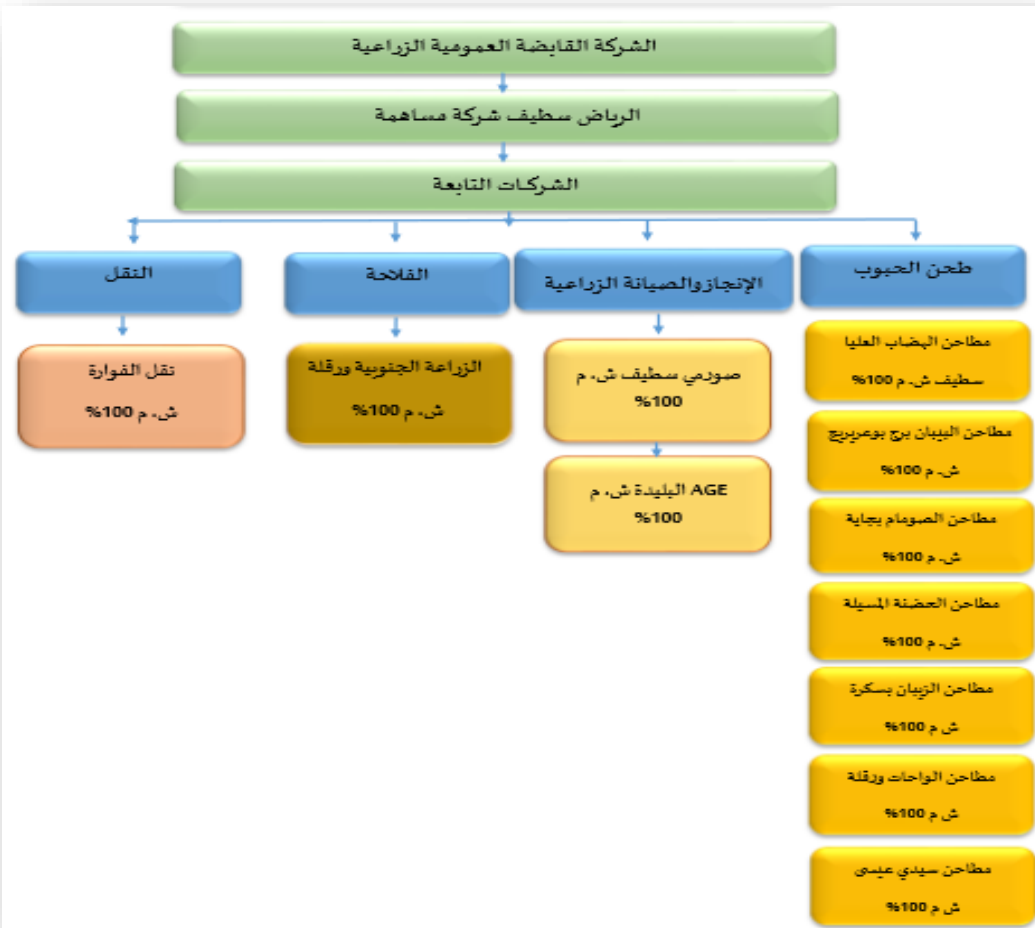 الشركة القابضة العمومية الزراعية
الرياض سطيف شركة مساهمة
الشركات التابعة
طحن الحبوب
الإنجاز والصيانة الزراعية
الفلاحة
النقل
مطاحن الهضاب العليا
سطيف ش. م 100%
مطاحن البيبان برج بوعريريج
ش. م 100%
مطاحن الصومام بجاية
ش. م 100%
مطاحن الحضنة المسيلة
ش. م 100%
مطاحن الزيبان بسكرة
ش م 100%
مطاحن الواحات ورقلة
ش م 100%
مطاحن سيدي عيسى
ش م 100%
صورمي سطيف ش. م
%100
AGE البليدة ش. م
%100
الزراعة الجنوبية ورقلة
ش. م 100%
نقل الفوارة
ش. م 100%